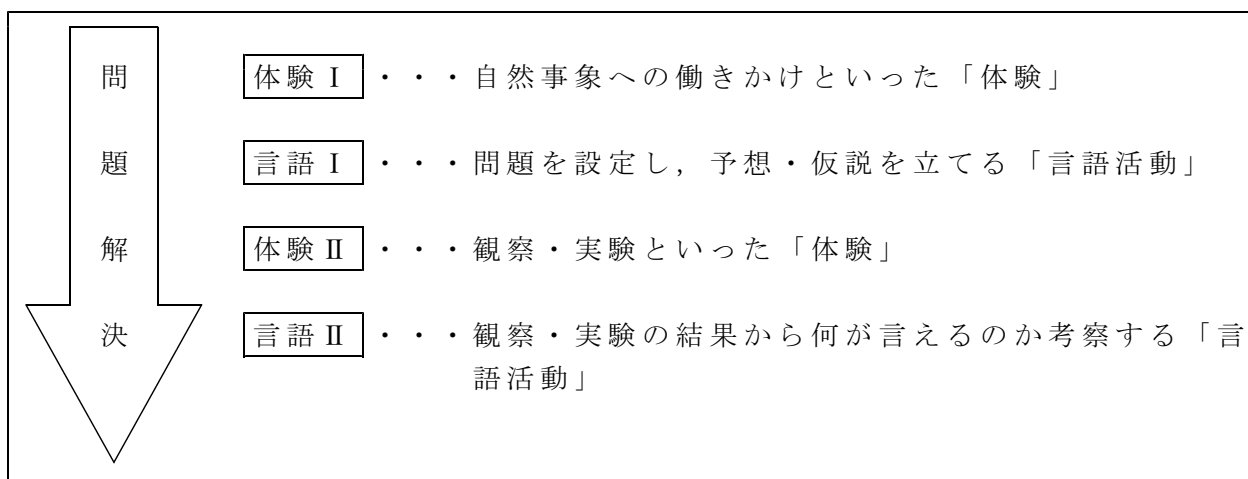 問題解決
体験Ⅰ・・・自然事象への働きかけといった「体験」
言語Ⅰ・・・問題を設定し，予想・仮説を立てる「言語活動」
体験Ⅱ・・・観察・実験といった「体験」
言語Ⅱ・・・観察・実験の結果から何が言えるのか考察する「言
語活動」